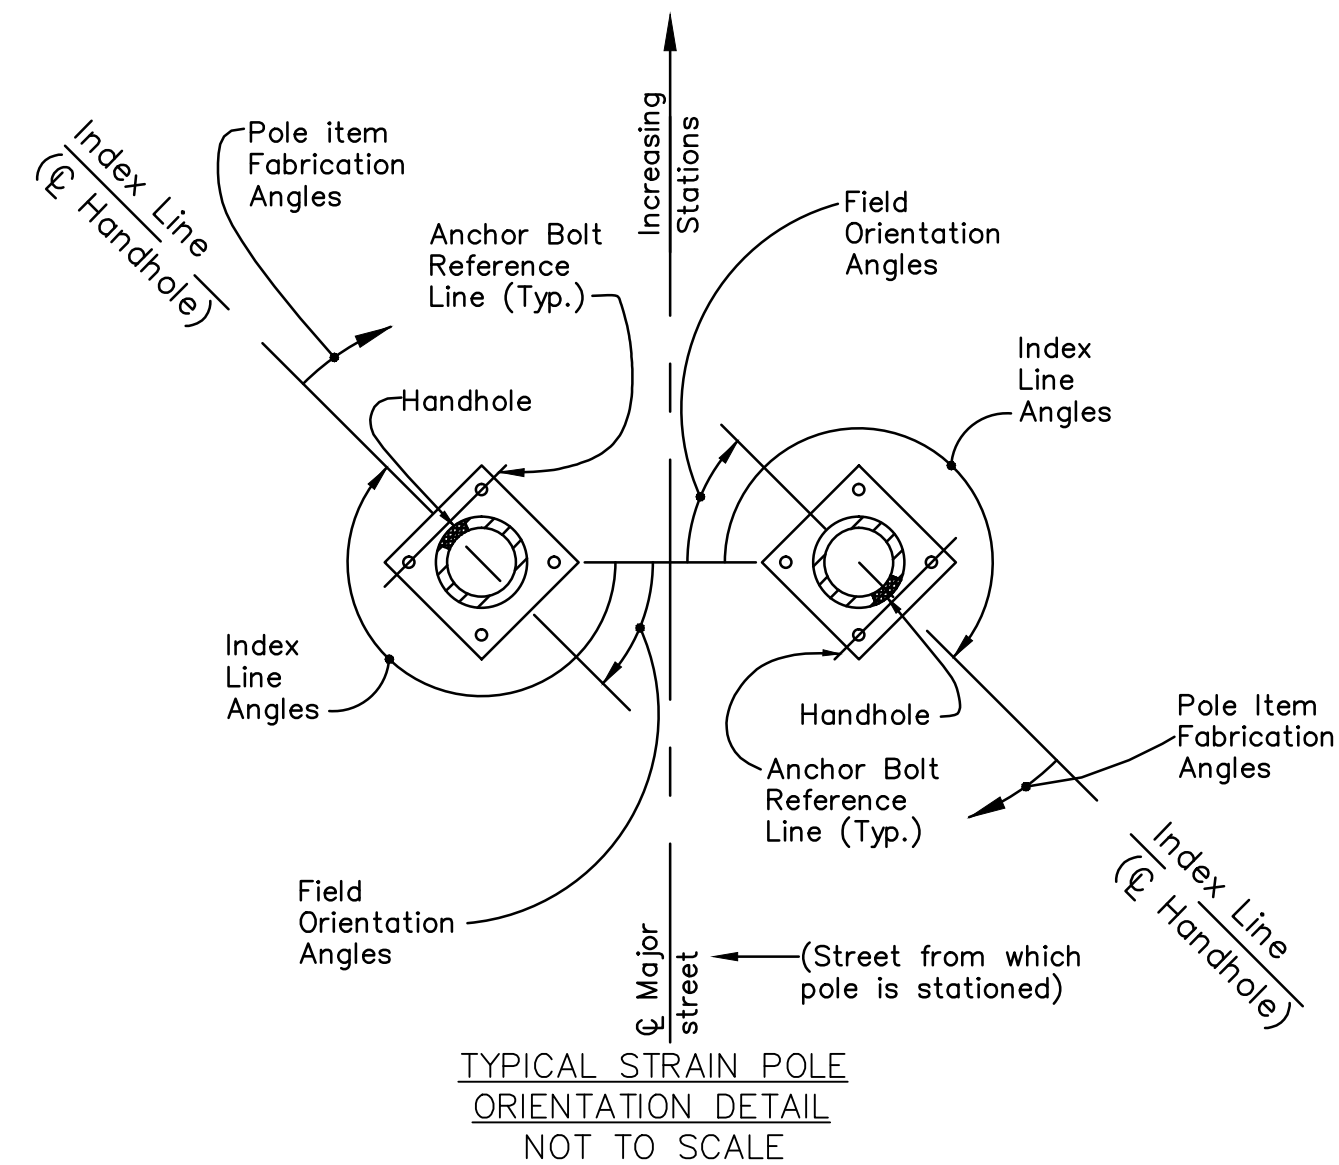 Increasing
Stations
Pole item
Fabrication
Angles
Index Line
(℄ Handhole)
Anchor Bolt
Reference
Line (Typ.)
Field
Orientation
Angles
Handhole
Index
Line
Angles
Index
Line
Angles
Handhole
Pole Item
Fabrication
Angles
Anchor Bolt
Reference
Line (Typ.)
Index Line
(℄ Handhole)
Field
Orientation
Angles
℄ Major
street
(Street from which
pole is stationed)
TYPICAL STRAIN POLE
ORIENTATION DETAIL
NOT TO SCALE